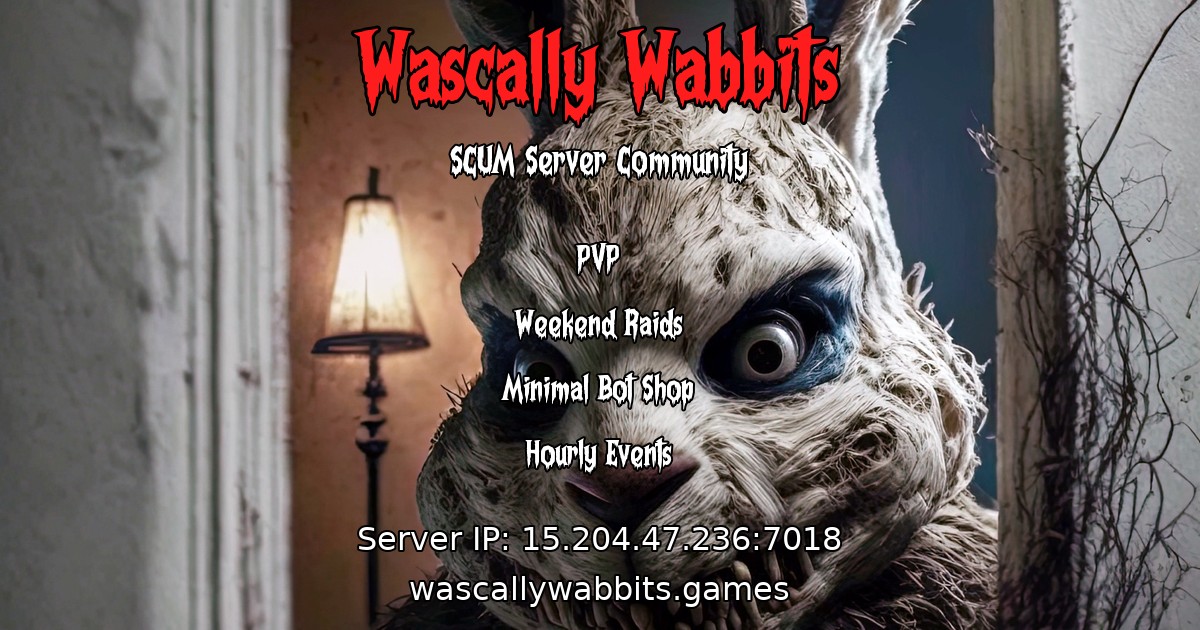 Wascally Wabbits
SCUM Server Community
PVP
Weekend Raids
Minimal Bot Shop
Hourly Events
Server IP: 15.204.47.236:7018
wascallywabbits.games